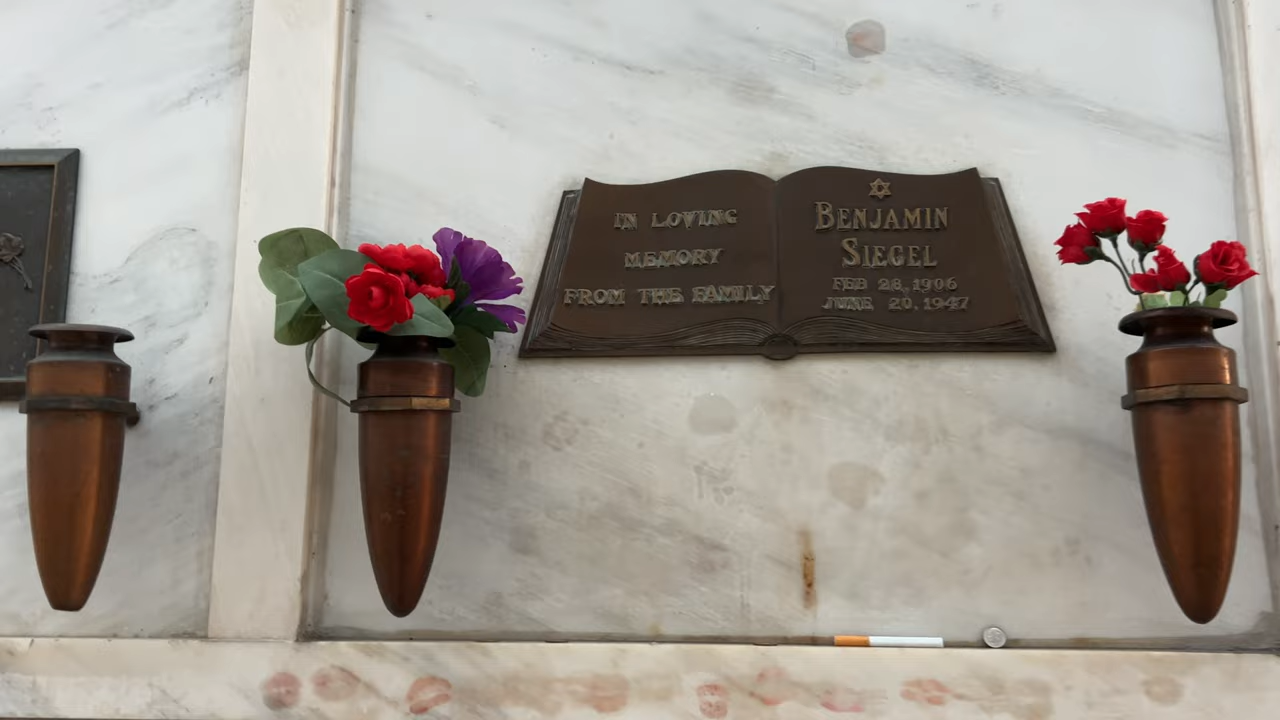 IN LOVING
MEMORY
FROM THE FAMILY
BENJAMIN
SIEGEL
FEB 28, 1906
JUNE 20, 1947